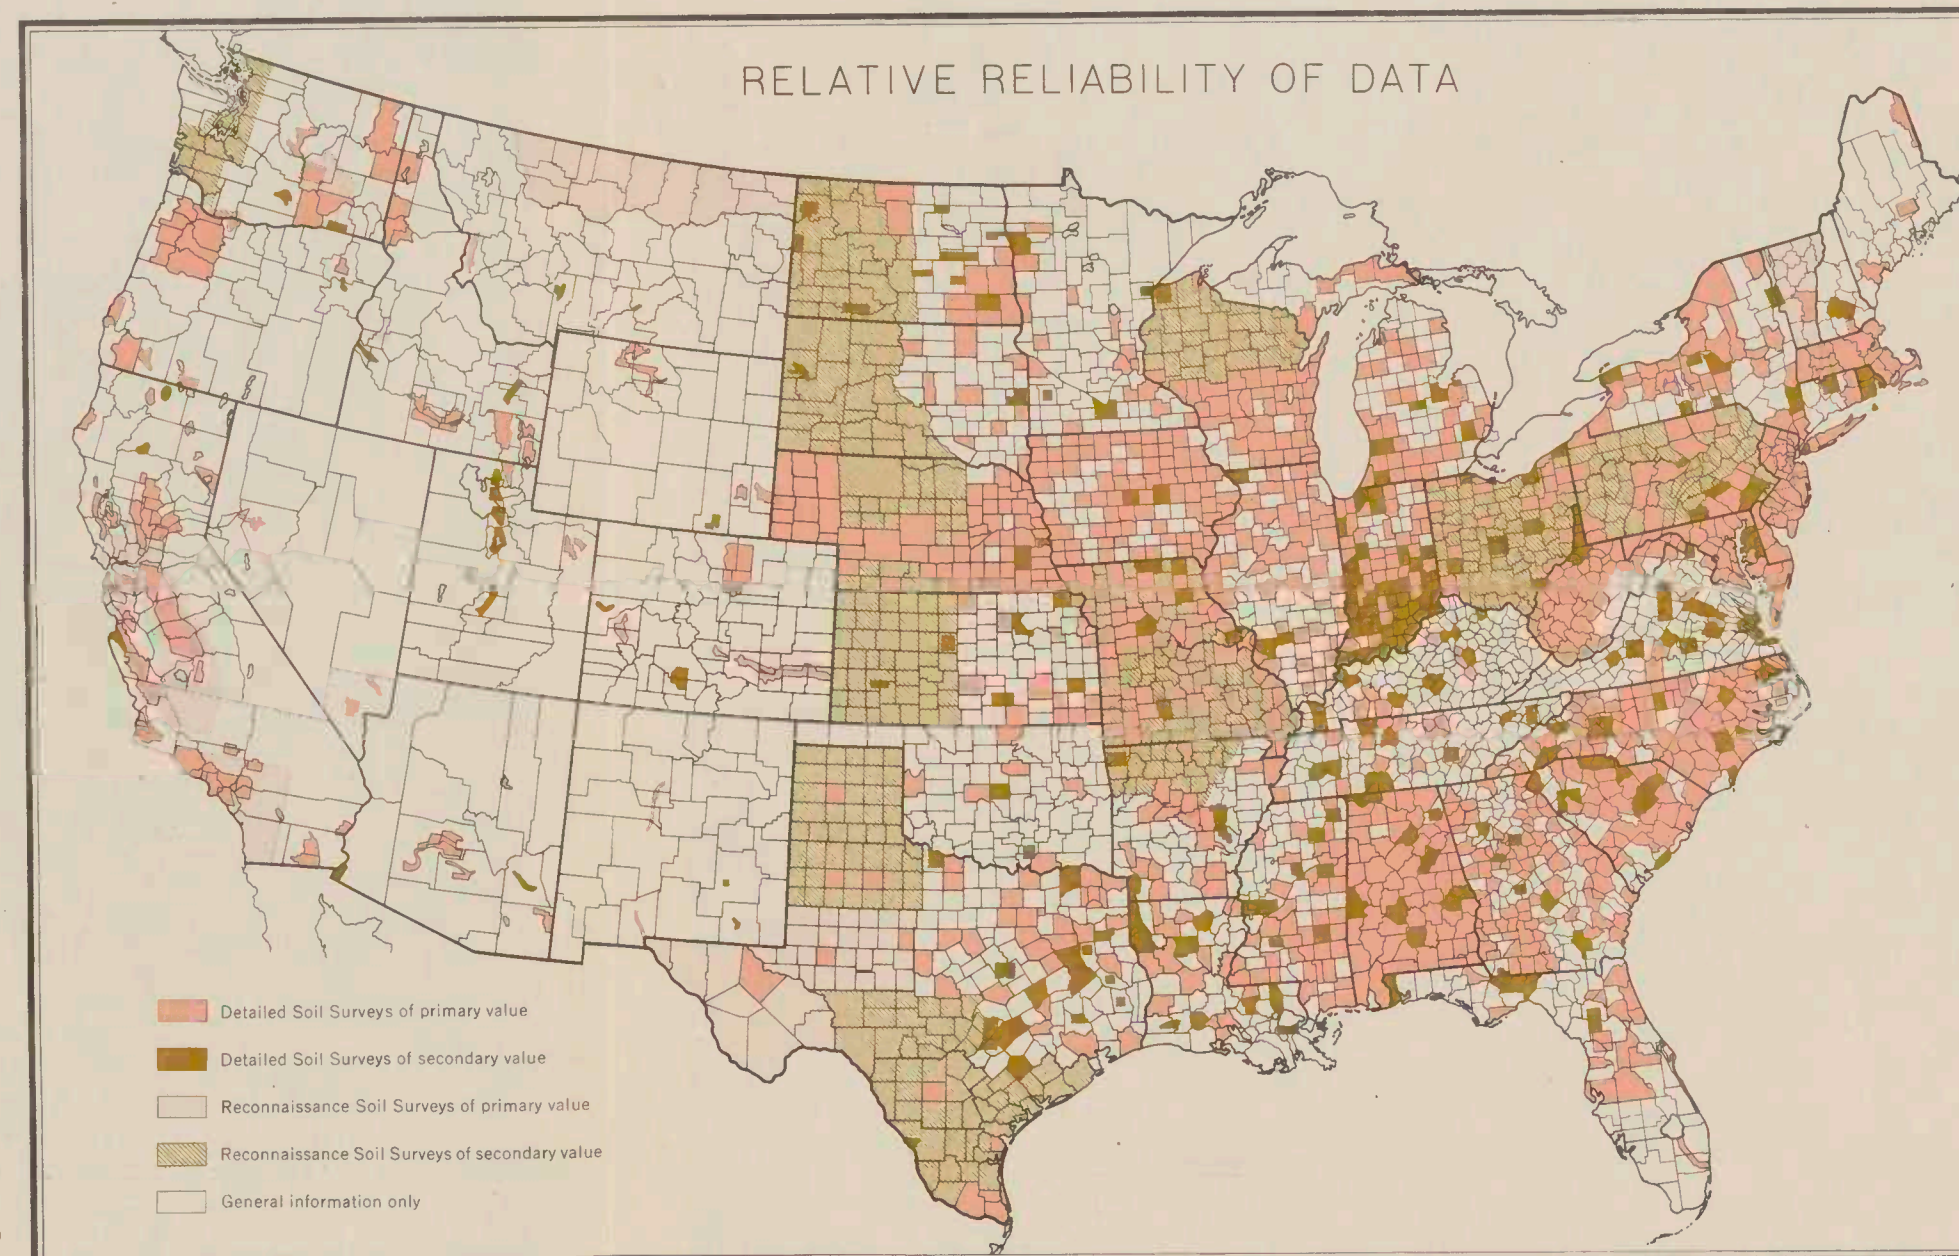 RELATIVE RELIABILITY OF DATA
Detailed Soil Surveys of primary value
Detailed Soil Surveys of secondary value
Reconnaissance Soil Surveys of primary value
Reconnaissance Soil Surveys of secondary value
General information only